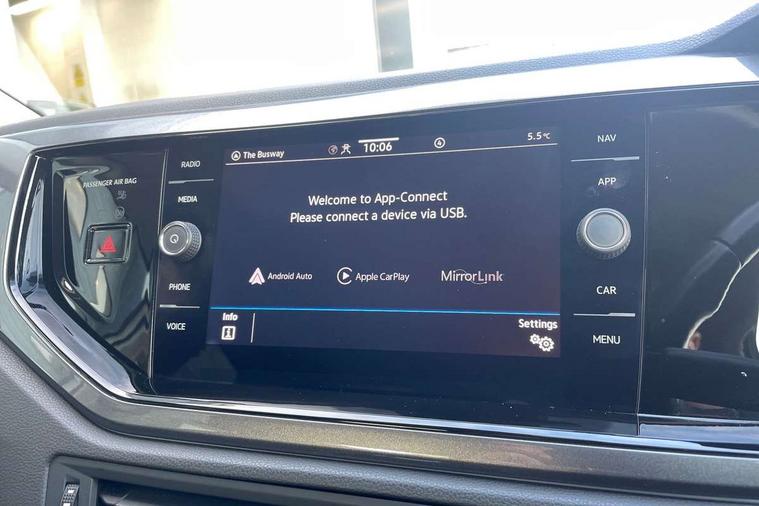 The Busway
10:06
4
5.5°C
Welcome to App-Connect
Please connect a device via USB.
Android Auto
Apple CarPlay
MirrorLink
Info
Settings
PASSENGER AIR BAG
RADIO
MEDIA
PHONE
VOICE
NAV
APP
CAR
MENU